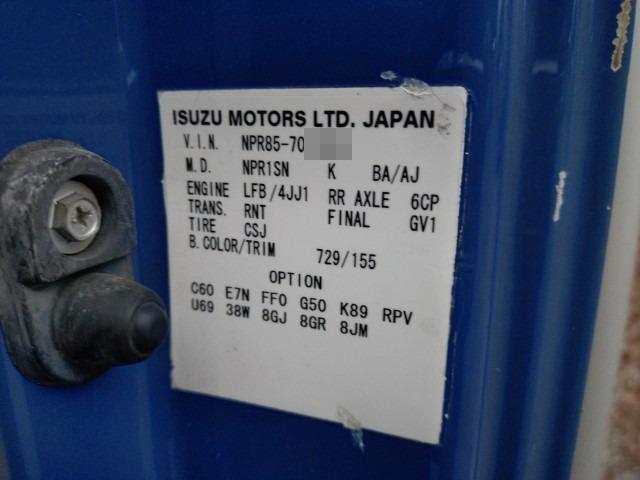 ISUZU MOTORS LTD. JAPAN
V.I.N. NPR85-70
M.D. NPR1SN K BA/AJ
ENGINE LFB/4JJ1 RR AXLE 6CP
TRANS. RNT FINAL GV1
TIRE CSJ
B.COLOR/TRIM 729/155
OPTION
C60 E7N FF0 G50 K89 RPV
U69 38W 8GJ 8GR 8JM